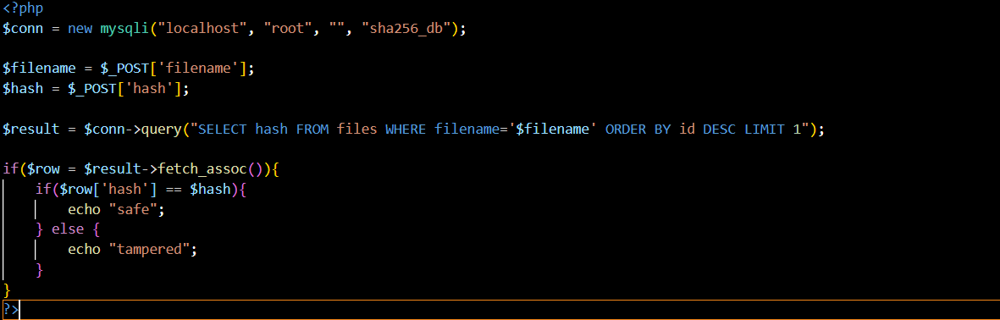 <?php
$conn = new mysqli("localhost", "root", "", "sha256_db");

$filename = $_POST['filename'];
$hash = $_POST['hash'];

$result = $conn->query("SELECT hash FROM files WHERE filename='$filename' ORDER BY id DESC LIMIT 1");

if($row = $result->fetch_assoc()){
    if($row['hash'] == $hash){
        echo "safe";
    } else {
        echo "tampered";
    }
}
?>